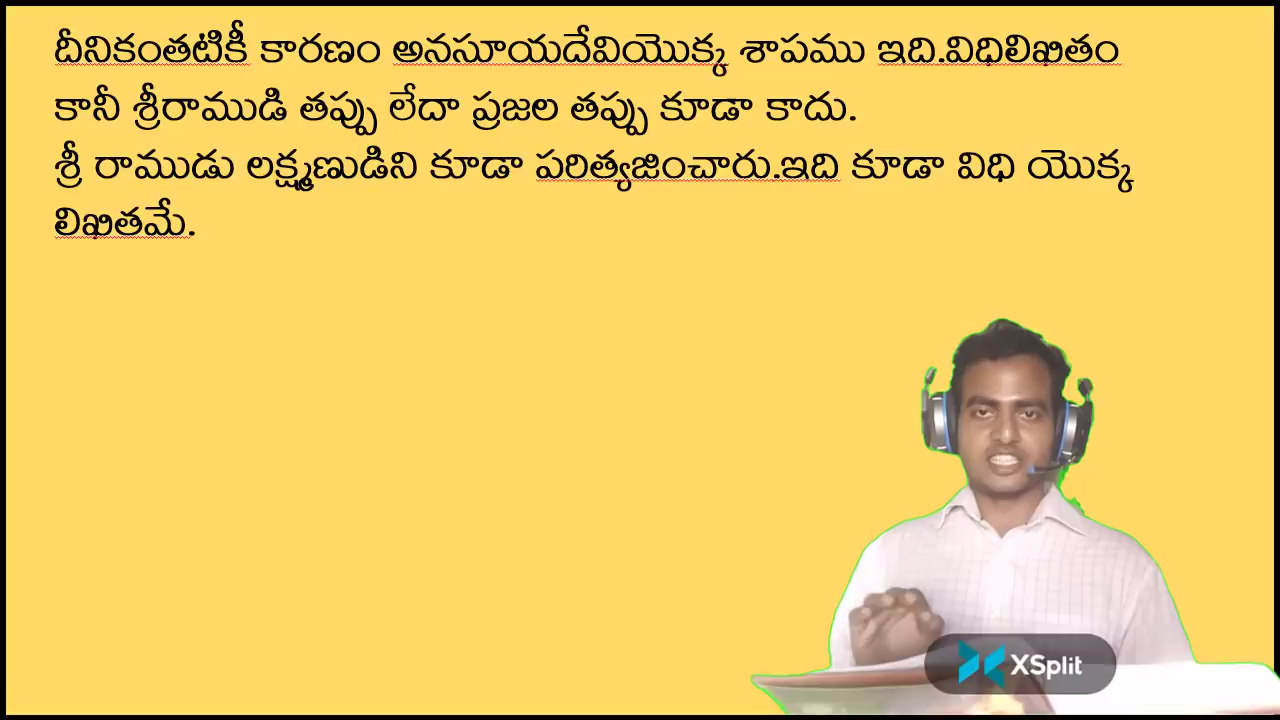 దీనికంతటికీ కారణం అనసూయదేవియొక్క శాపము ఇది.విధిలిఖితం
కానీ శ్రీరాముడి తప్పు లేదా ప్రజల తప్పు కూడా కాదు.
శ్రీ రాముడు లక్ష్మణుడిని కూడా పరిత్యజించారు.ఇది కూడా విధి యొక్క
లిఖితమే.
XSplit